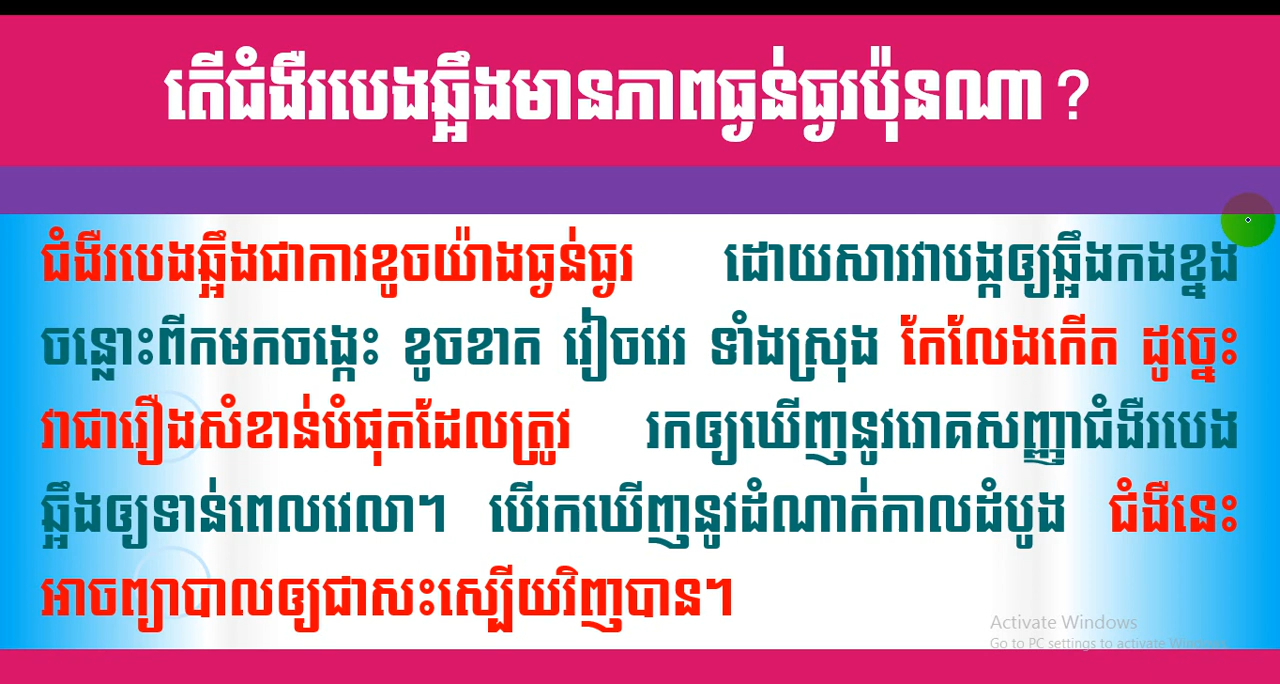 តើជំងឺរបេងឆ្អឹងមានភាពធ្ងន់ធ្ងរប៉ុនណា?
ជំងឺរបេងឆ្អឹងជាការខូចយ៉ាងធ្ងន់ធ្ងរ ដោយសារវាបង្កឲ្យឆ្អឹងកងខ្នង
ចន្លោះពីកមកចង្កេះ ខូចខាត វៀចវេរ ទាំងស្រុង កែលែងកើត ដូច្នេះ
វាជារឿងសំខាន់បំផុតដែលត្រូវ រកឲ្យឃើញនូវរោគសញ្ញាជំងឺរបេង
ឆ្អឹងឲ្យទាន់ពេលវេលា។ បើរកឃើញនូវដំណាក់កាលដំបូង ជំងឺនេះ
អាចព្យាបាលឲ្យជាសះស្បើយវិញបាន។
Activate Windows
Go to PC settings to activate Windows.